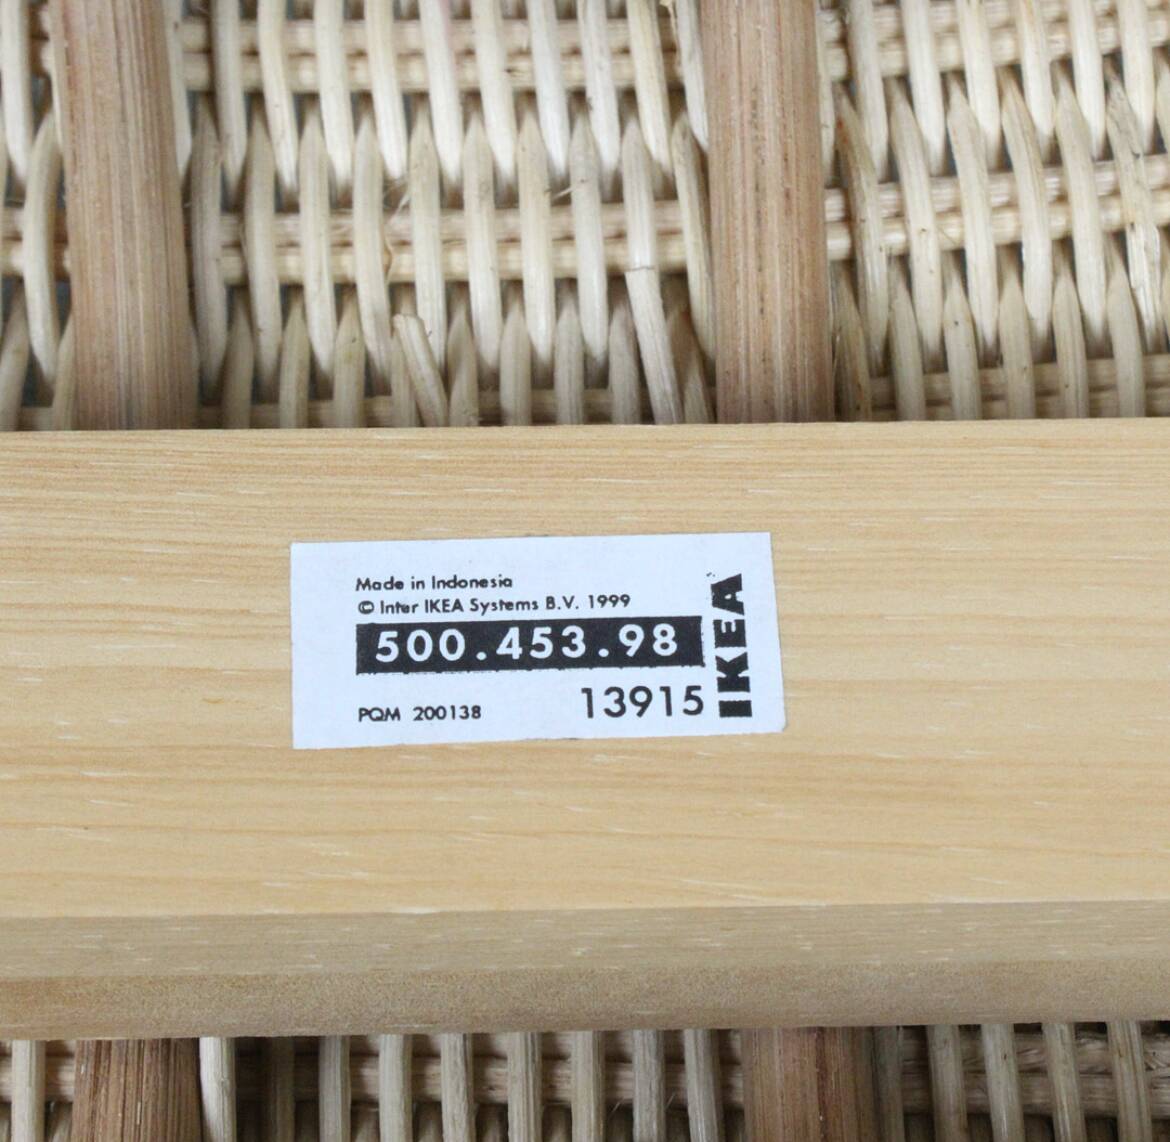 Made in Indonesia
© Inter IKEA Systems B.V. 1999
500.453.98
PQM 200138 13915
IKEA